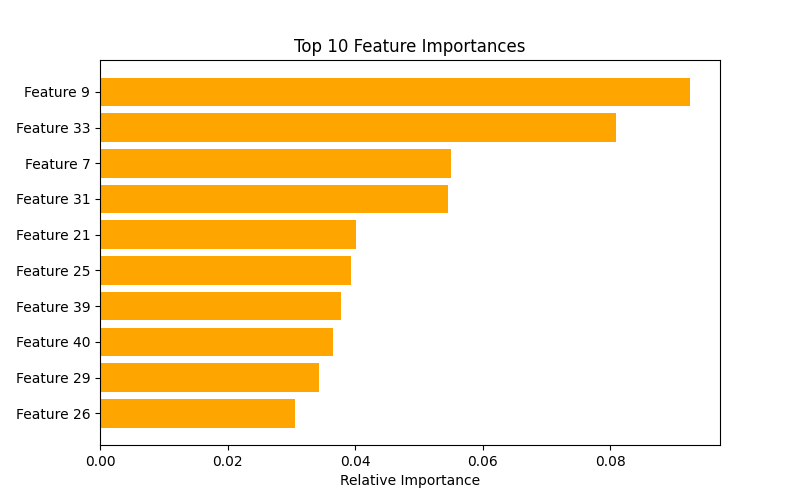 Top 10 Feature Importances
Feature 9
Feature 33
Feature 7
Feature 31
Feature 21
Feature 25
Feature 39
Feature 40
Feature 29
Feature 26
0.00 0.02 0.04 0.06 0.08
Relative Importance